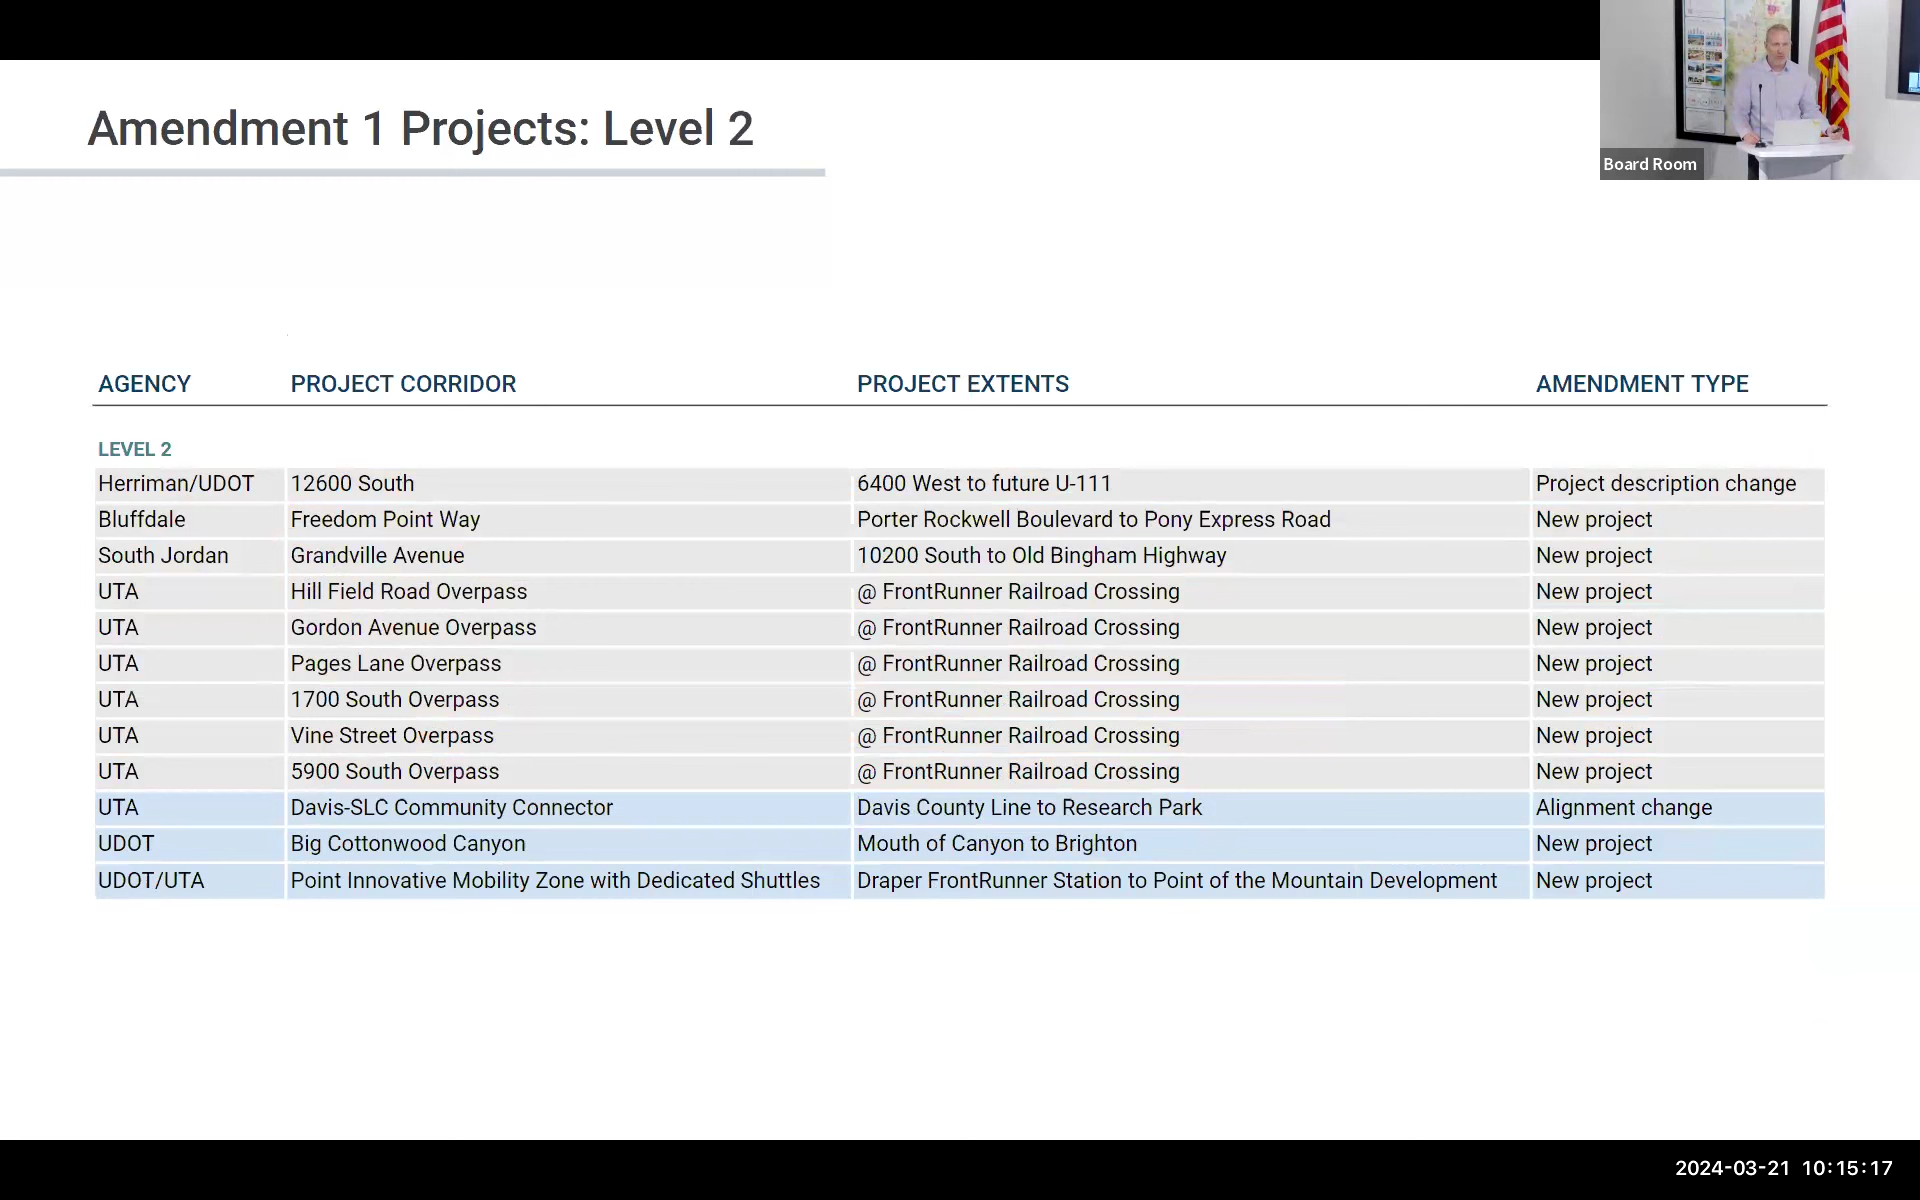 Board Room
Amendment 1 Projects: Level 2
AGENCY PROJECT CORRIDOR PROJECT EXTENTS AMENDMENT TYPE
LEVEL 2
Herriman/UDOT 12600 South 6400 West to future U-111 Project description change
Bluffdale Freedom Point Way Porter Rockwell Boulevard to Pony Express Road New project
South Jordan Grandville Avenue 10200 South to Old Bingham Highway New project
UTA Hill Field Road Overpass @ FrontRunner Railroad Crossing New project
UTA Gordon Avenue Overpass @ FrontRunner Railroad Crossing New project
UTA Pages Lane Overpass @ FrontRunner Railroad Crossing New project
UTA 1700 South Overpass @ FrontRunner Railroad Crossing New project
UTA Vine Street Overpass @ FrontRunner Railroad Crossing New project
UTA 5900 South Overpass @ FrontRunner Railroad Crossing New project
UTA Davis-SLC Community Connector Davis County Line to Research Park Alignment change
UDOT Big Cottonwood Canyon Mouth of Canyon to Brighton New project
UDOT/UTA Point Innovative Mobility Zone with Dedicated Shuttles Draper FrontRunner Station to Point of the Mountain Development New project
2024-03-21 10:15:17